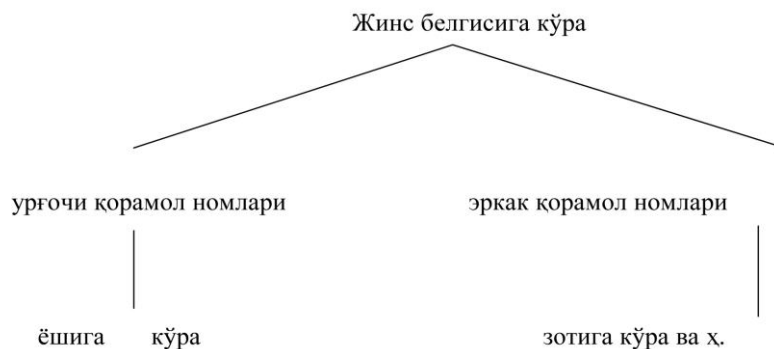 Жинс белгисига кўра
урғочи қорамол номлари эркак қорамол номлари
ёшига кўра зотига кўра ва ҳ.